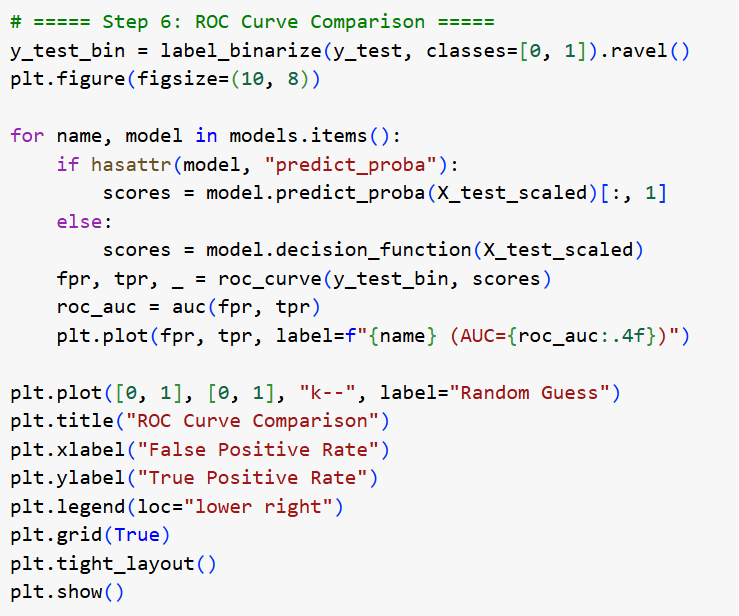 # ===== Step 6: ROC Curve Comparison =====
y_test_bin = label_binarize(y_test, classes=[0, 1]).ravel()
plt.figure(figsize=(10, 8))

for name, model in models.items():
    if hasattr(model, "predict_proba"):
        scores = model.predict_proba(X_test_scaled)[:, 1]
    else:
        scores = model.decision_function(X_test_scaled)
    fpr, tpr, _ = roc_curve(y_test_bin, scores)
    roc_auc = auc(fpr, tpr)
    plt.plot(fpr, tpr, label=f"{name} (AUC={roc_auc:.4f})")

plt.plot([0, 1], [0, 1], "k--", label="Random Guess")
plt.title("ROC Curve Comparison")
plt.xlabel("False Positive Rate")
plt.ylabel("True Positive Rate")
plt.legend(loc="lower right")
plt.grid(True)
plt.tight_layout()
plt.show()